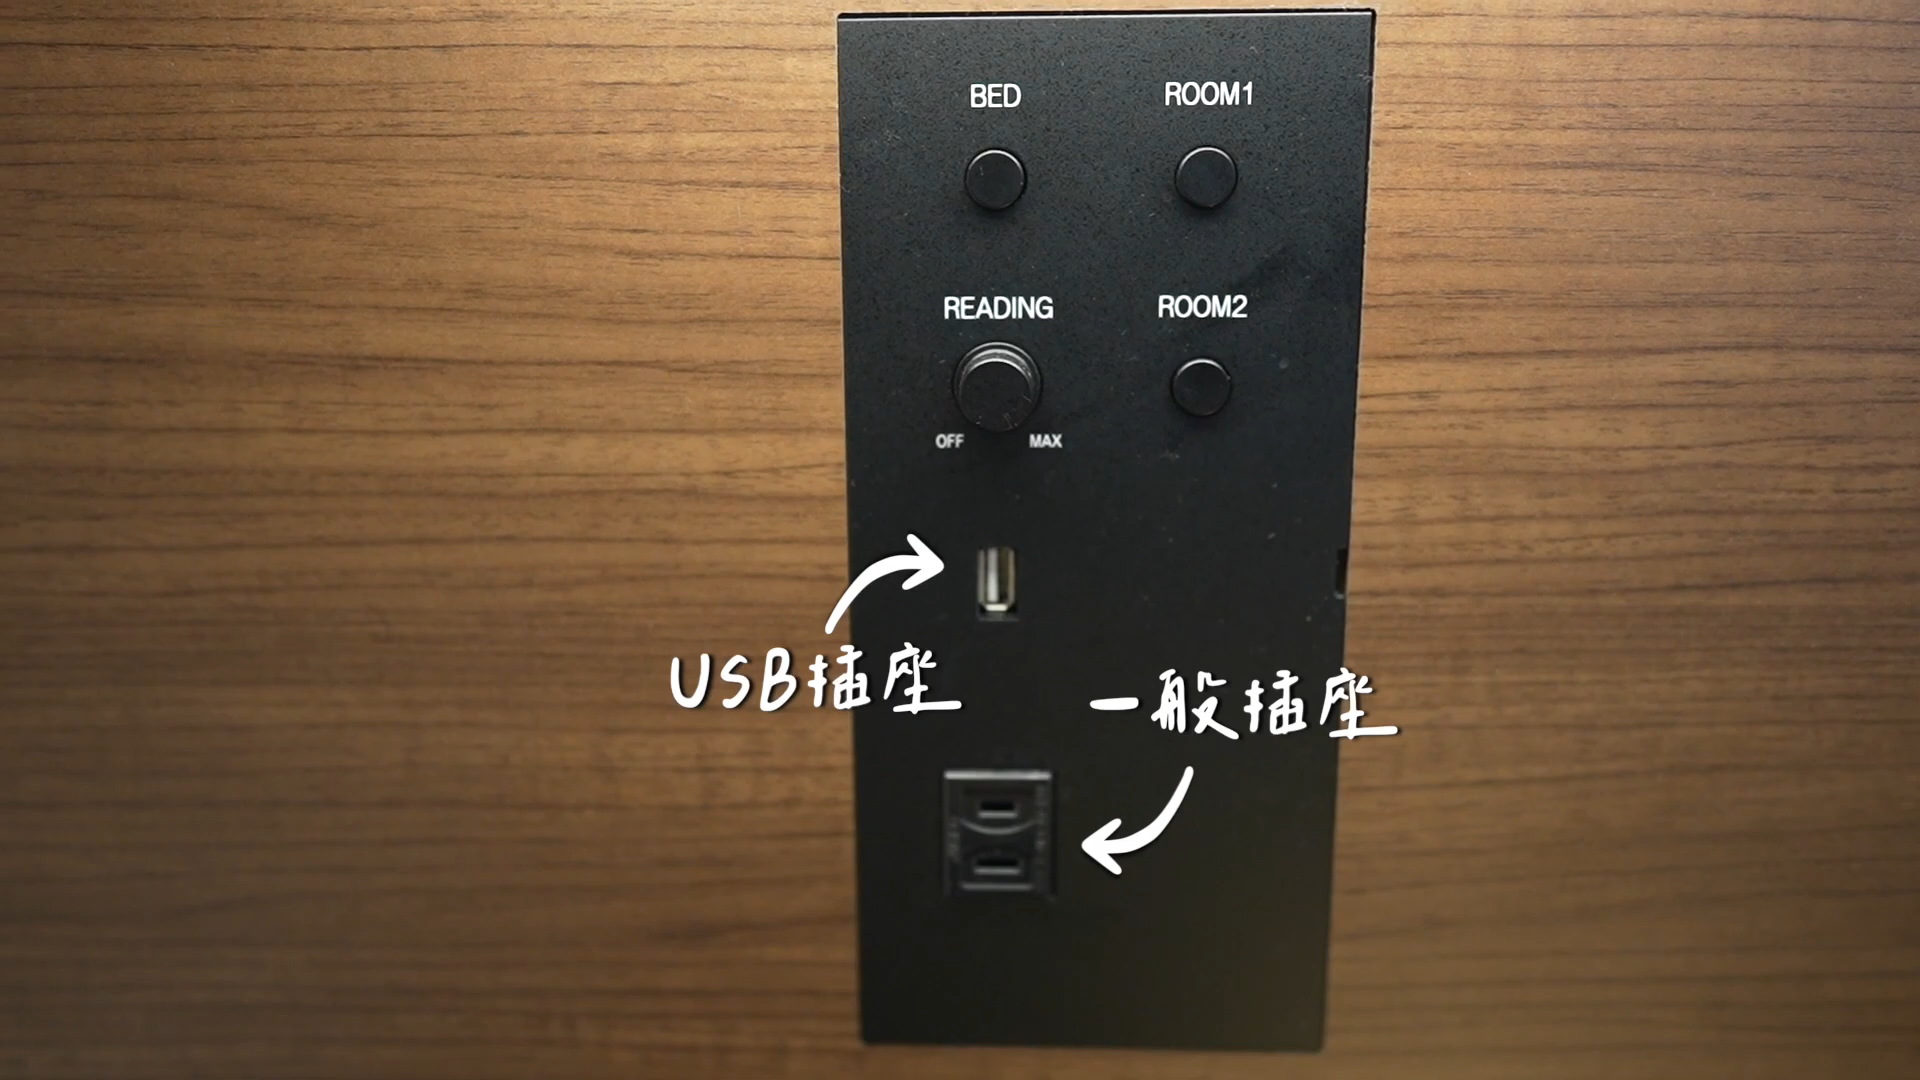 BED
ROOM1
READING
ROOM2
OFF
MAX
USB插座
一般插座